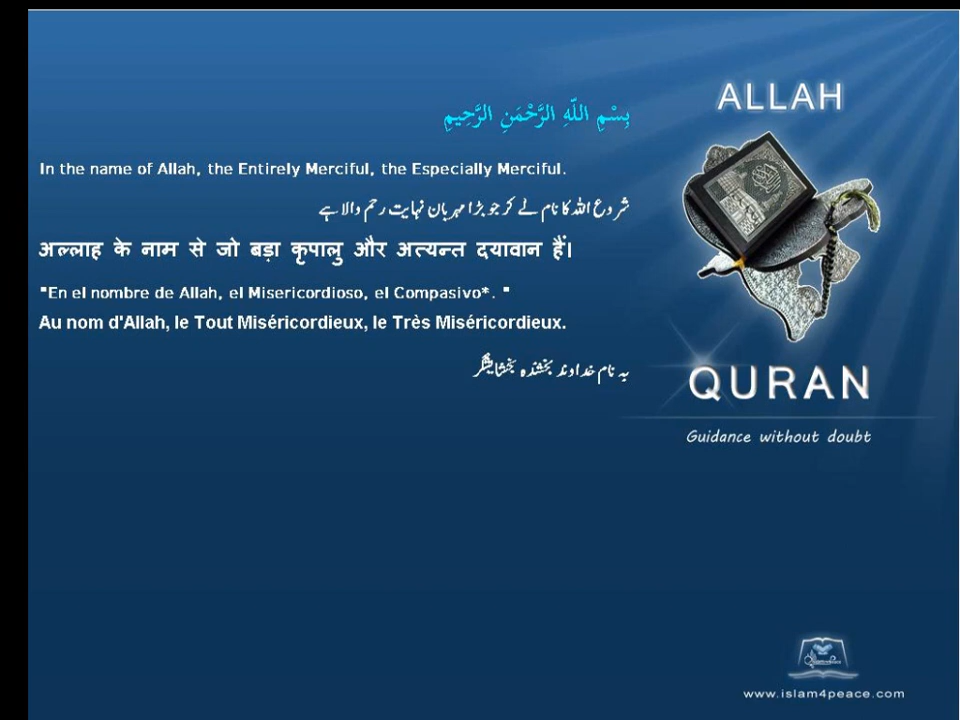 بِسْمِ اللَّهِ الرَّحْمَنِ الرَّحِيمِ
In the name of Allah, the Entirely Merciful, the Especially Merciful.
شروع اللہ کا نام لے کر جو بڑا مہربان نہایت رحم والا ہے
अल्लाह के नाम से जो बड़ा कृपालु और अत्यन्त दयावान हैं।
"En el nombre de Allah, el Misericordioso, el Compasivo*. "
Au nom d'Allah, le Tout Miséricordieux, le Très Miséricordieux.
به نام خداوند بخشنده بخشایشگر
ALLAH
QURAN
Guidance without doubt
www.islam4peace.com